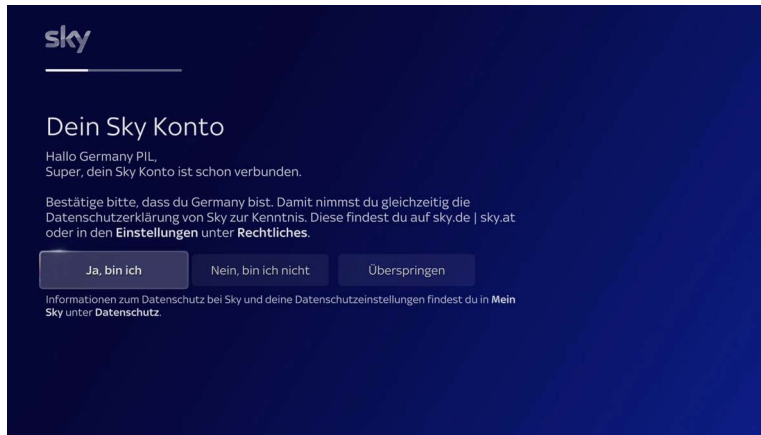 sky
Dein Sky Konto
Hallo Germany PIL,
Super, dein Sky Konto ist schon verbunden.
Bestätige bitte, dass du Germany bist. Damit nimmst du gleichzeitig die
Datenschutzerklärung von Sky zur Kenntnis. Diese findest du auf sky.de | sky.at
oder in den Einstellungen unter Rechtliches.
Ja, bin ich
Nein, bin ich nicht
Überspringen
Informationen zum Datenschutz bei Sky und deine Datenschutzeinstellungen findest du in Mein
Sky unter Datenschutz.